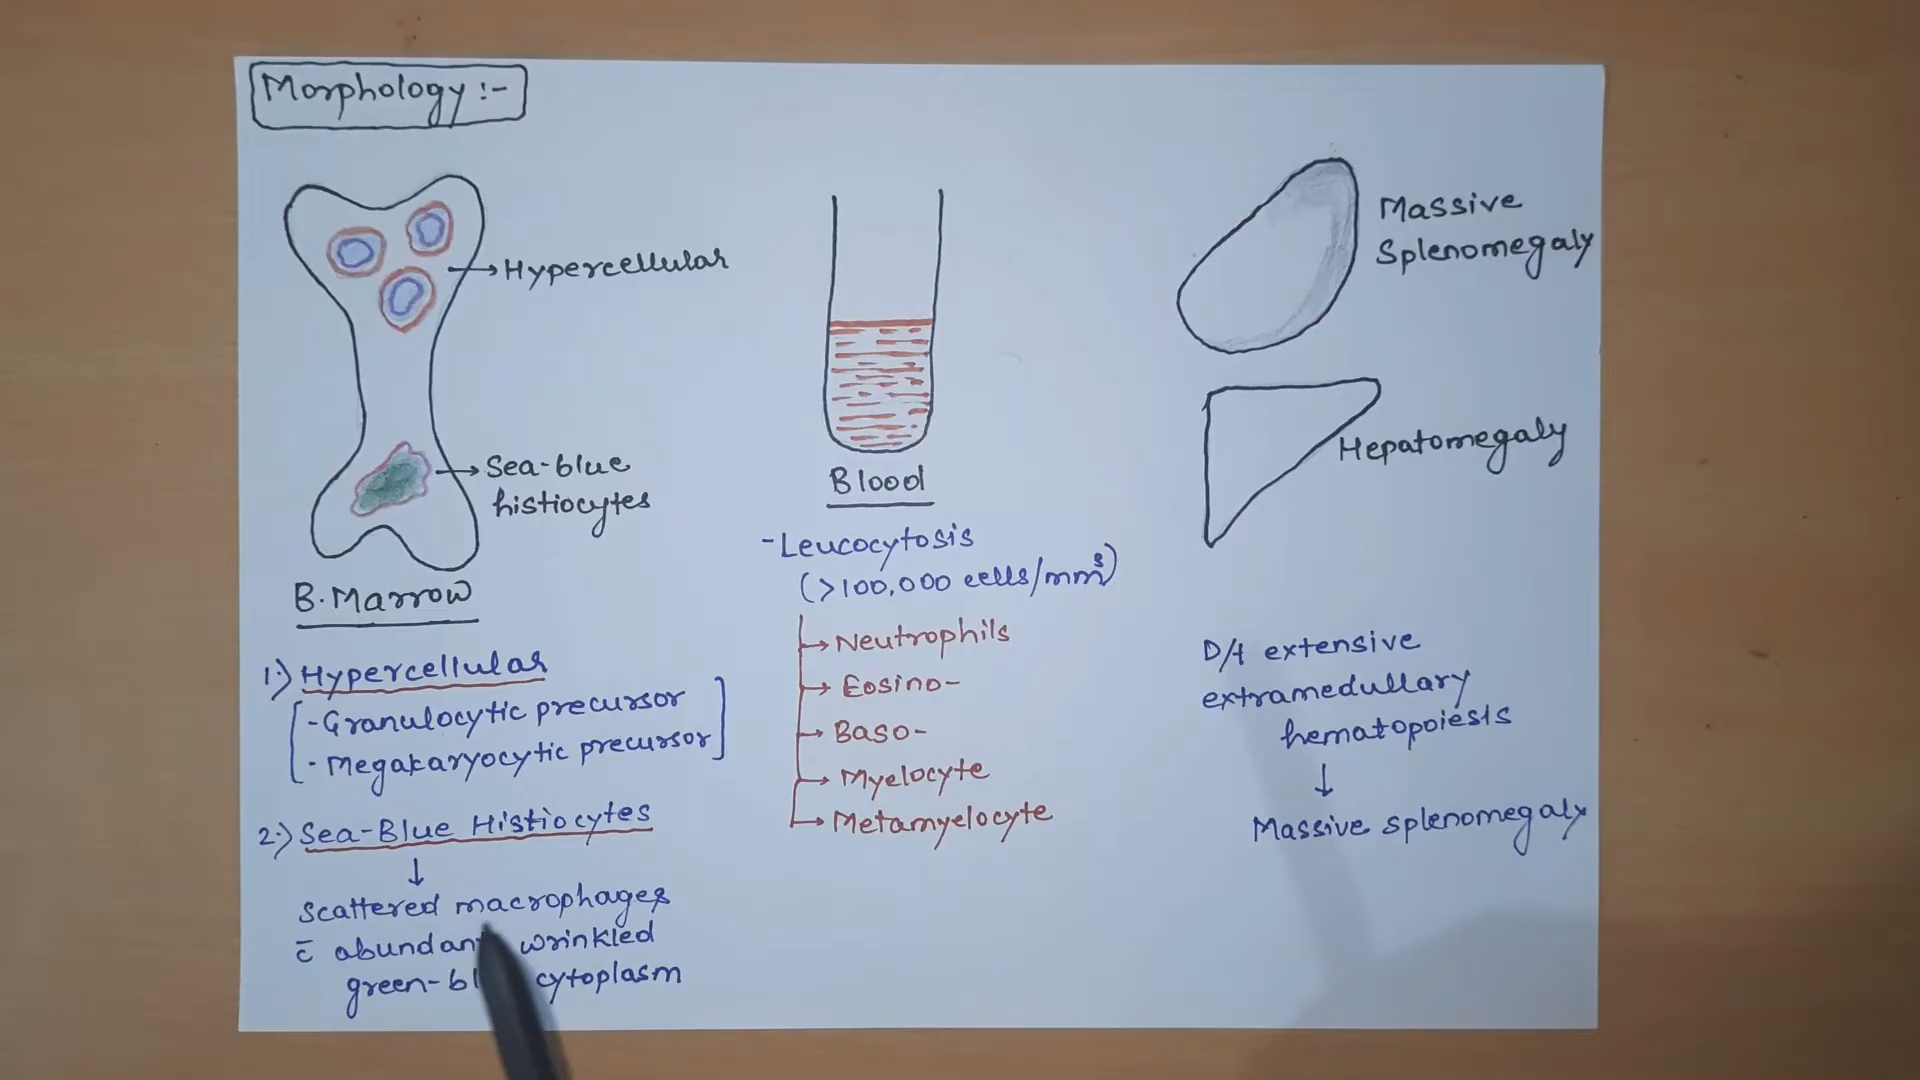 Morphology :-
Hypercellular
Sea-blue
histiocytes
B. Marrow
1.) Hypercellular
- Granulocytic precursor
- Megakaryocytic precursor
2.) Sea-Blue Histiocytes
↓
Scattered macrophages
c̄ abundant wrinkled
green- cytoplasm
Blood
- Leucocytosis
(>100,000 cells/mm³)
→ Neutrophils
→ Eosino-
→ Baso-
→ Myelocyte
→ Metamyelocyte
Massive
Splenomegaly
Hepatomegaly
D/t extensive
extramedullary
hematopoiesis
↓
Massive splenomegaly